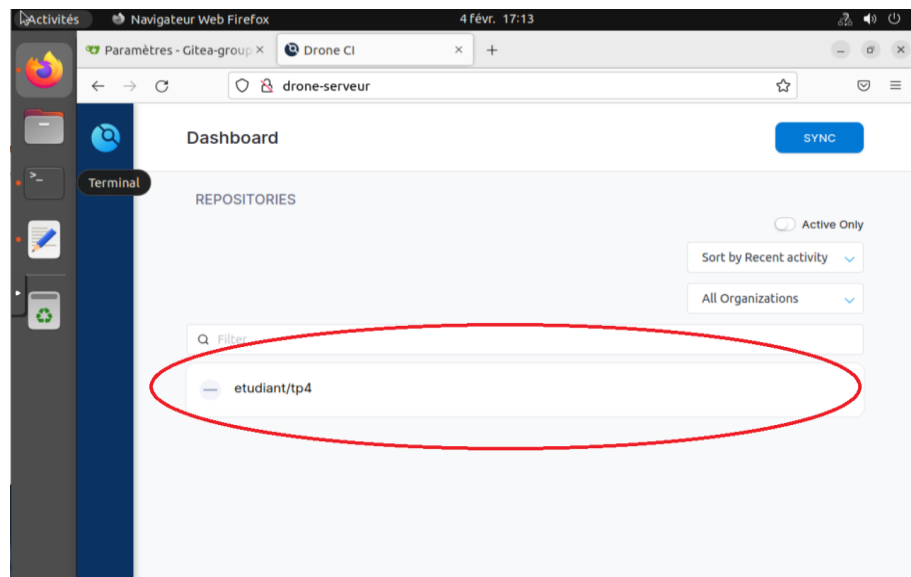 Activités Navigateur Web Firefox 4 févr. 17:13
Paramètres - Gitea-group × Drone CI × +
drone-serveur
Dashboard SYNC
Terminal
REPOSITORIES
Active Only
Sort by Recent activity
All Organizations
Filter
etudiant/tp4